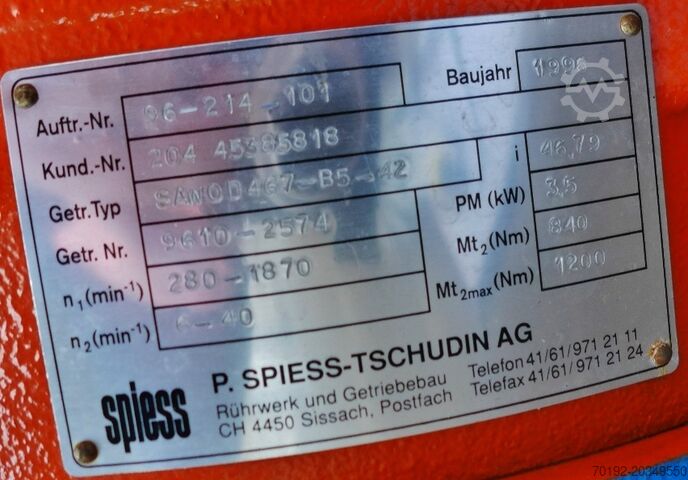 Auftr.-Nr. 96-214-101 Baujahr 1996
Kund.-Nr. 204 45385818
Getr.Typ SANOD467-B5-42 i 46,79
Getr. Nr. 9610-2574 PM (kW) 3,5
n1(min-1) 280-1870 Mt2(Nm) 840
n2(min-1) 6-40 Mt2max(Nm) 1200
spiess P. SPIESS-TSCHUDIN AG
Rührwerk und Getriebebau Telefon 41/61/971 21 11
CH 4450 Sissach, Postfach Telefax 41/61/971 21 24
70192-20348550